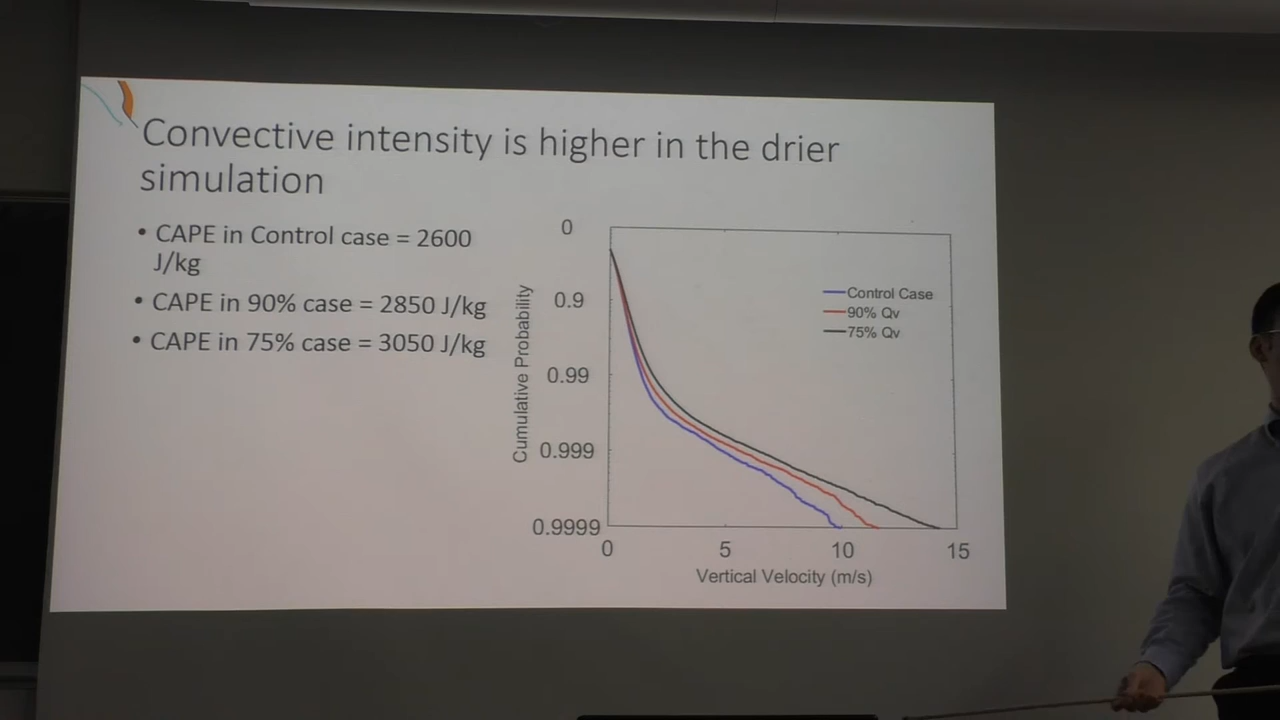 Convective intensity is higher in the drier
simulation
• CAPE in Control case = 2600
J/kg
• CAPE in 90% case = 2850 J/kg
• CAPE in 75% case = 3050 J/kg
Cumulative Probability
0
0.9
0.99
0.999
0.9999
Control Case
90% Qv
75% Qv
0 5 10 15
Vertical Velocity (m/s)